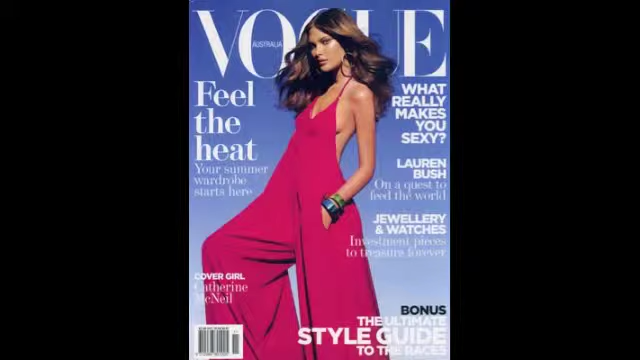 VOGUE
AUSTRALIA
Feel
the
heat
Your summer
wardrobe
starts here
WHAT
REALLY
MAKES
YOU
SEXY?
LAUREN
BUSH
On a quest to
feed the world
JEWELLERY
& WATCHES
Investment pieces
to treasure forever
COVER GIRL
Catherine
McNeil
BONUS
THE ULTIMATE
STYLE GUIDE
TO THE RACES